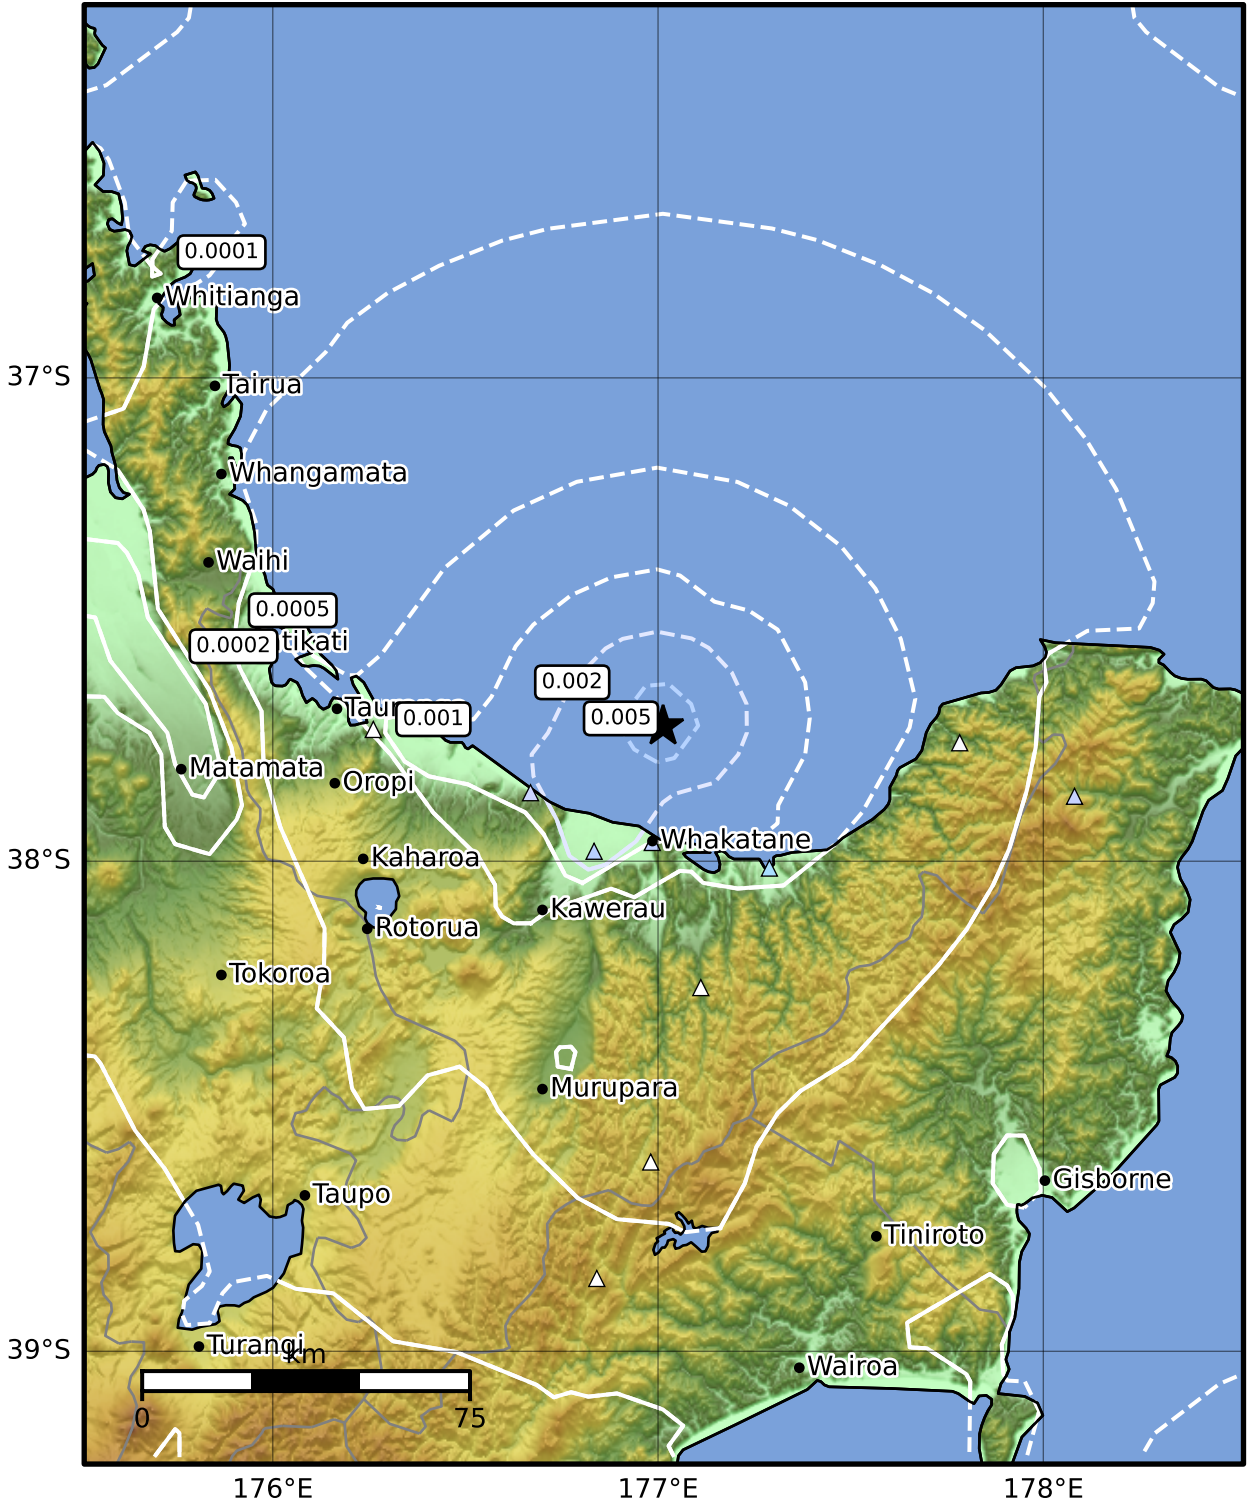 0.0001
Whitianga
37°S
Tairua
Whangamata
Waihi
0.0005
0.0002
tikati
0.002
Taur
0.001
0.005
Matamata
Oropi
Whakatane
38°S
Kaharoa
Kawerau
Rotorua
Tokoroa
Murupara
Gisborne
Taupo
Tiniroto
39°S
Turangi
km
Wairoa
0
75
176°E
177°E
178°E